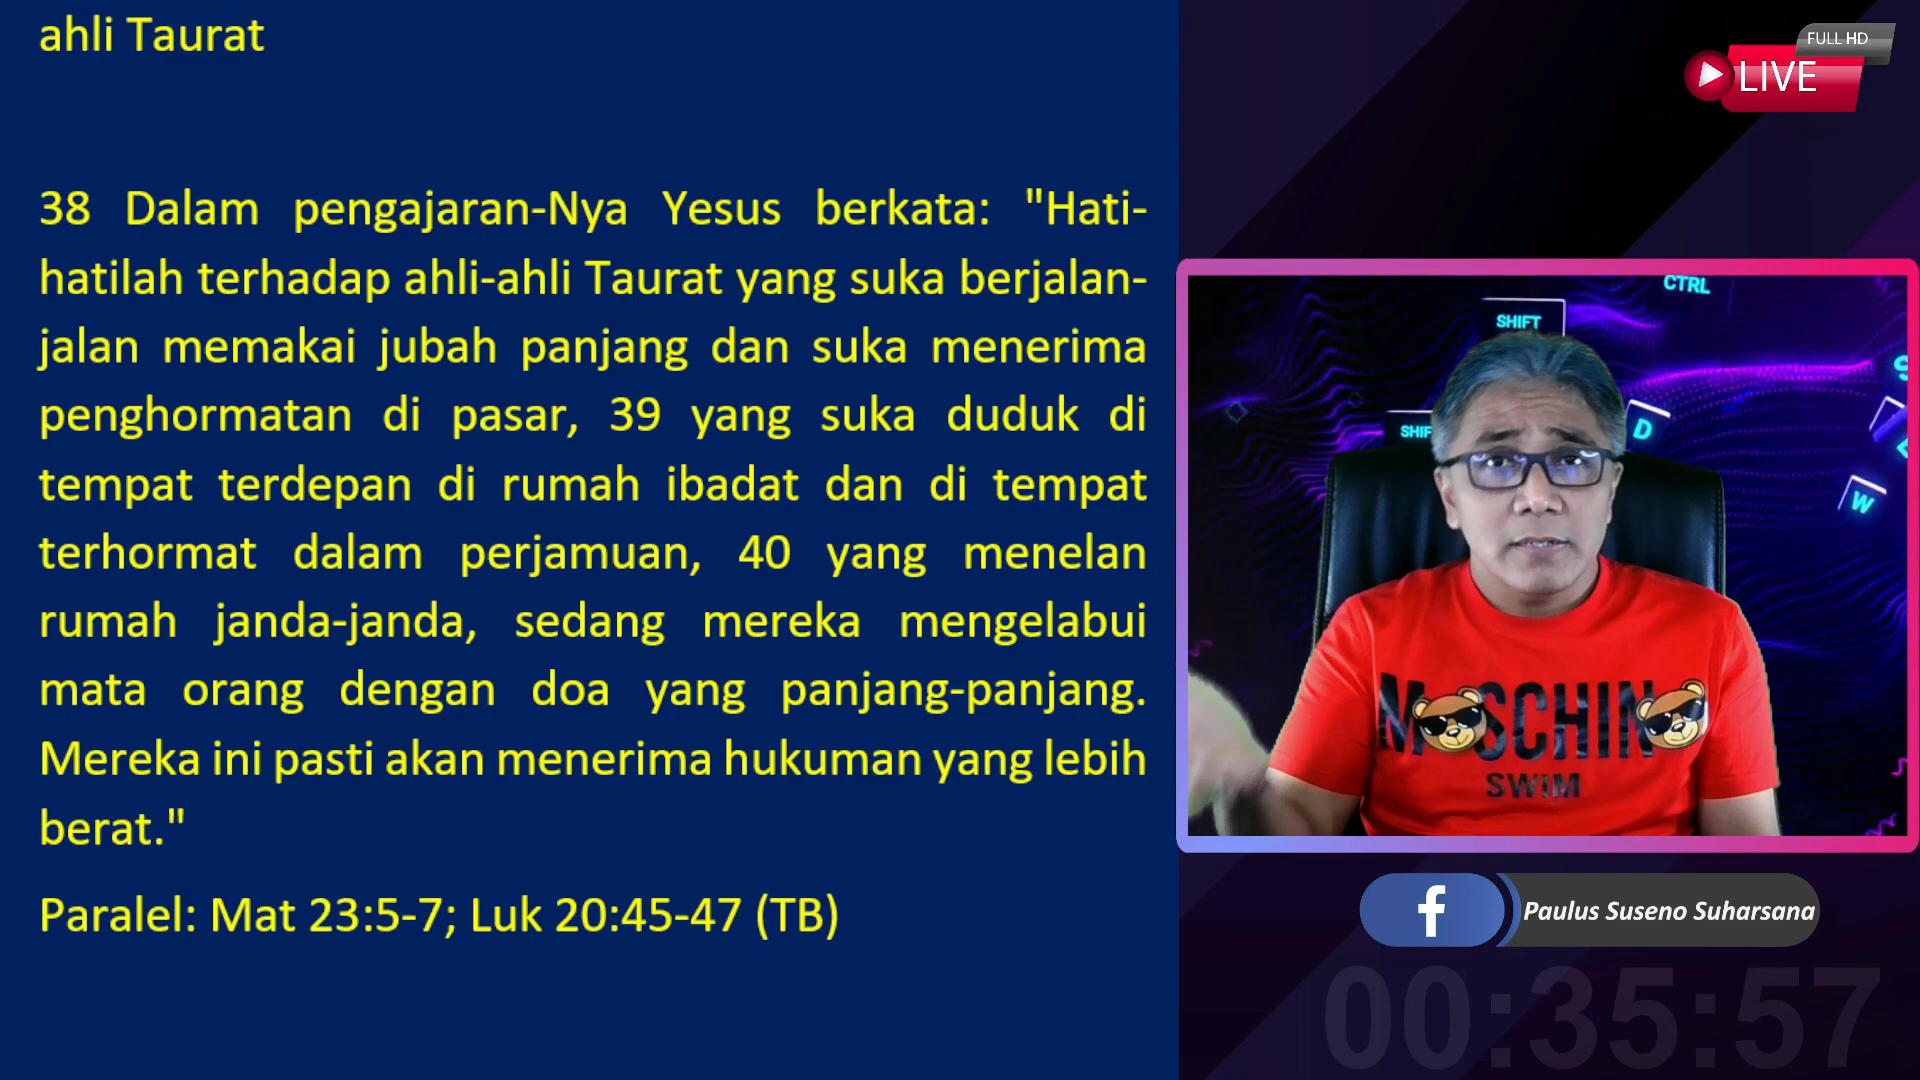 ahli Taurat
38 Dalam pengajaran-Nya Yesus berkata: "Hati-
hatilah terhadap ahli-ahli Taurat yang suka berjalan-
jalan memakai jubah panjang dan suka menerima
penghormatan di pasar, 39 yang suka duduk di
tempat terdepan di rumah ibadat dan di tempat
terhormat dalam perjamuan, 40 yang menelan
rumah janda-janda, sedang mereka mengelabui
mata orang dengan doa yang panjang-panjang.
Mereka ini pasti akan menerima hukuman yang lebih
berat."
Paralel: Mat 23:5-7; Luk 20:45-47 (TB)
FULL HD
LIVE
CTRL
SHIFT
D
W
SCHIN
SWIM
Paulus Suseno Suharsana
00:35:57